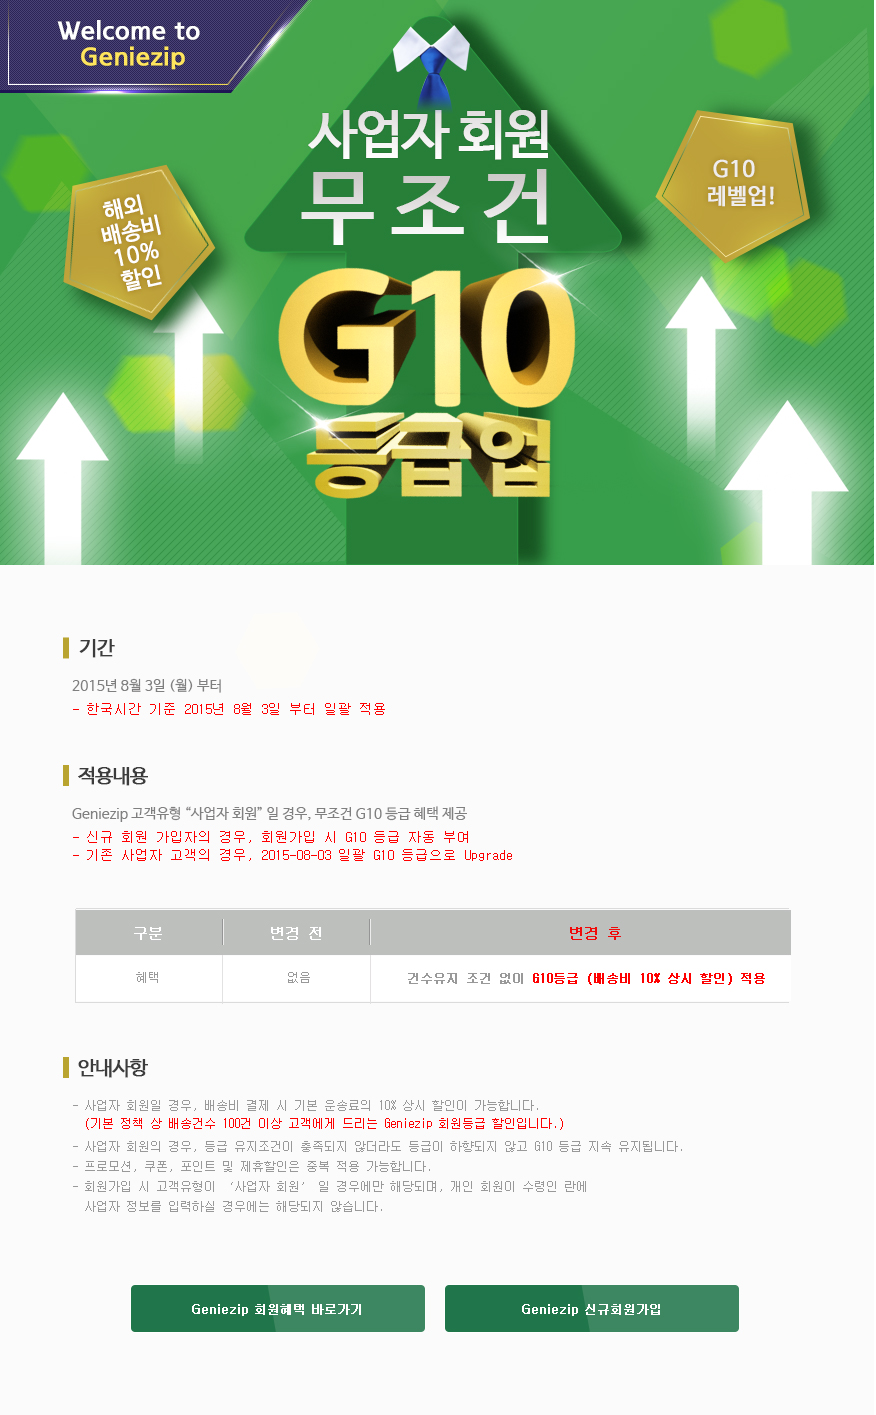 Welcome to
Geniezip
사업자 회원
무조건
G10
등급업
해외
배송비
10%
할인
G10
레벨업!
기간
2015년 8월 3일 (월) 부터
- 한국시간 기준 2015년 8월 3일 부터 일괄 적용
적용내용
Geniezip 고객유형 “사업자 회원” 일 경우, 무조건 G10 등급 혜택 제공
- 신규 회원 가입자의 경우, 회원가입 시 G10 등급 자동 부여
- 기존 사업자 고객의 경우, 2015-08-03 일괄 G10 등급으로 Upgrade
구분 변경 전 변경 후
혜택 없음 건수유지 조건 없이 G10등급 (배송비 10% 상시 할인) 적용
안내사항
- 사업자 회원일 경우, 배송비 결제 시 기본 운송료의 10% 상시 할인이 가능합니다.
(기본 정책 상 배송건수 100건 이상 고객에게 드리는 Geniezip 회원등급 할인입니다.)
- 사업자 회원의 경우, 등급 유지조건이 충족되지 않더라도 등급이 하향되지 않고 G10 등급 지속 유지됩니다.
- 프로모션, 쿠폰, 포인트 및 제휴할인은 중복 적용 가능합니다.
- 회원가입 시 고객유형이 ‘사업자 회원’ 일 경우에만 해당되며, 개인 회원이 수령인 란에
사업자 정보를 입력하실 경우에는 해당되지 않습니다.
Geniezip 회원혜택 바로가기
Geniezip 신규회원가입